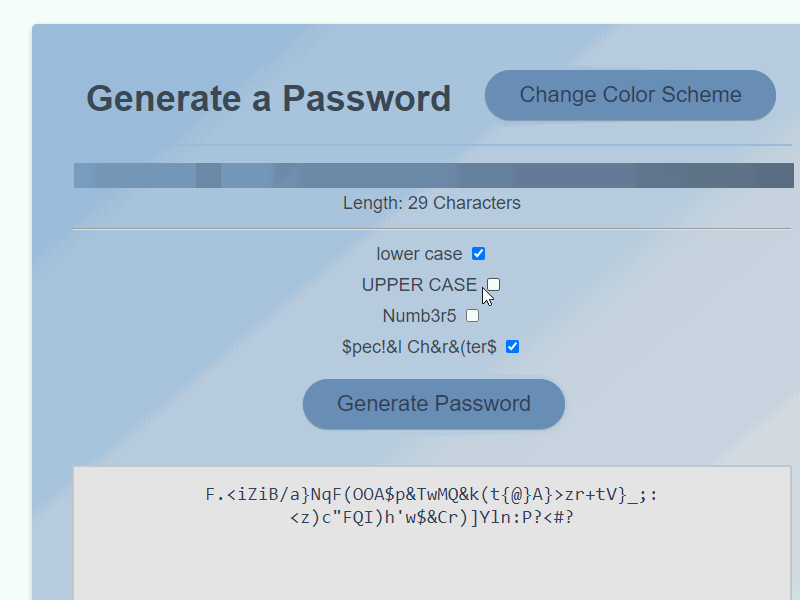 Generate a Password
Change Color Scheme
Length: 29 Characters
lower case
UPPER CASE
Numb3r5
$pec!&l Ch&r&(ter$
Generate Password
F.<iZiB/a}NqF(OOA$p&TwMQ&k(t{@}A}>zr+tV}_;:
<z)c"FQI)h'w$&Cr)]Yln:P?<#?